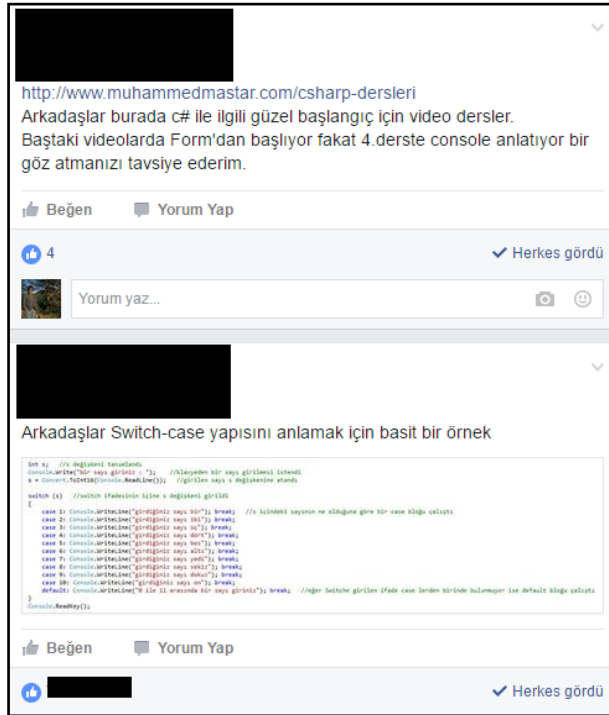 http://www.muhammedmastar.com/csharp-dersleri
Arkadaşlar burada c# ile ilgili güzel başlangıç için video dersler.
Baştaki videolarda Form'dan başlıyor fakat 4.derste console anlatıyor bir
göz atmanızı tavsiye ederim.
Beğen Yorum Yap
4 Herkes gördü
Yorum yaz...
Arkadaşlar Switch-case yapısını anlamak için basit bir örnek
int s; //s değişkeni tanımlandı
Console.Write("bir sayı giriniz : "); //klavyeden bir sayı girilmesi istendi
s = Convert.ToInt16(Console.ReadLine()); //girilen sayı s değişkenine atandı
switch (s) //switch ifadesinin içine s değişkeni girildi
{
case 1: Console.WriteLine("girdiğiniz sayı bir"); break; //s içindeki sayının ne olduğuna göre bir case bloğu çalıştı
case 2: Console.WriteLine("girdiğiniz sayı iki"); break;
case 3: Console.WriteLine("girdiğiniz sayı üç"); break;
case 4: Console.WriteLine("girdiğiniz sayı dört"); break;
case 5: Console.WriteLine("girdiğiniz sayı beş"); break;
case 6: Console.WriteLine("girdiğiniz sayı altı"); break;
case 7: Console.WriteLine("girdiğiniz sayı yedi"); break;
case 8: Console.WriteLine("girdiğiniz sayı sekiz"); break;
case 9: Console.WriteLine("girdiğiniz sayı dokuz"); break;
case 10: Console.WriteLine("girdiğiniz sayı on"); break;
default: Console.WriteLine("0 ile 11 arasında bir sayı giriniz"); break; //eğer Switche girilen ifade case lerden birinde bulunmuyor ise default bloğu çalıştı
}
Console.ReadKey();
Beğen Yorum Yap
Herkes gördü